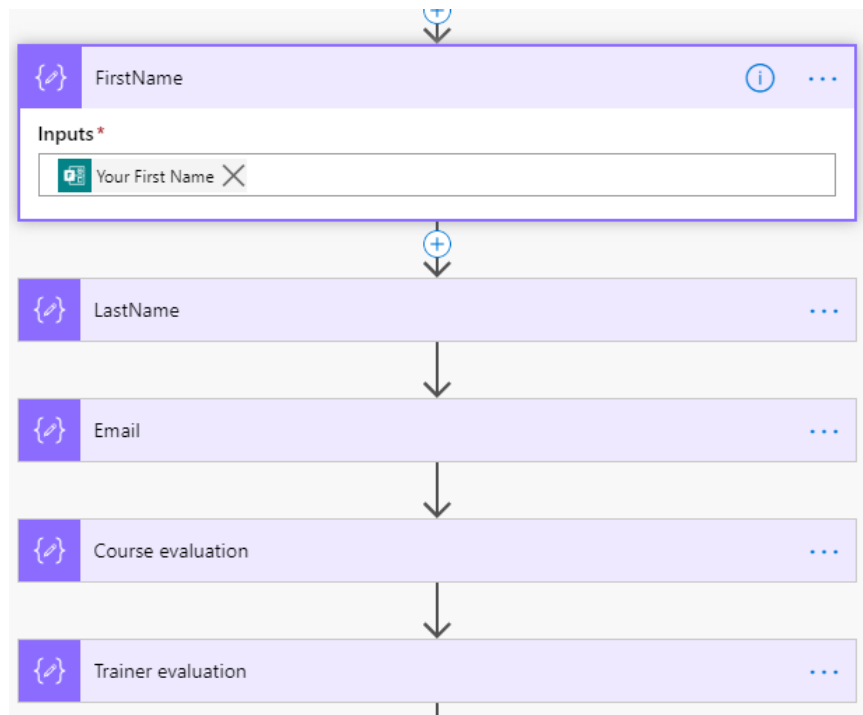 FirstName
Inputs*
Your First Name
LastName
Email
Course evaluation
Trainer evaluation